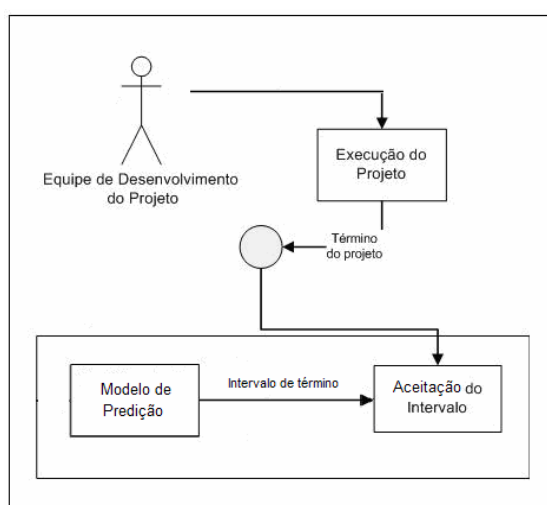 Equipe de Desenvolvimento
do Projeto
Execução do
Projeto
Término
do projeto
Modelo de
Predição
Intervalo de término
Aceitação do
Intervalo